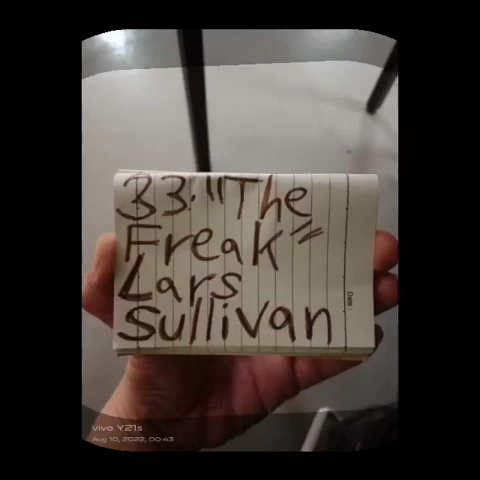 33. "The
Freak"
Lars
Sullivan
Date:
vivo Y21s
Aug 10, 2022, 00:43